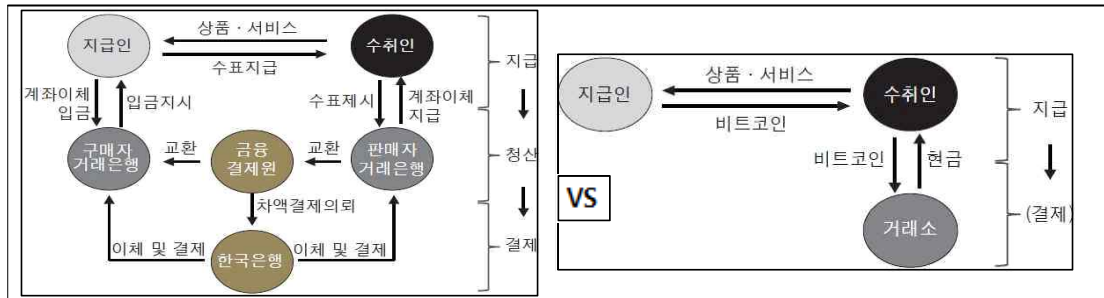 상품 · 서비스
지급인
수취인
수표지급
지급
계좌이체
입금
입금지시
수표제시
계좌이체
지급
구매자
거래은행
교환
금융
결제원
교환
판매자
거래은행
청산
차액결제의뢰
이체 및 결제
한국은행
이체 및 결제
결제
VS
상품 · 서비스
지급인
수취인
비트코인
지급
비트코인
현금
거래소
(결제)